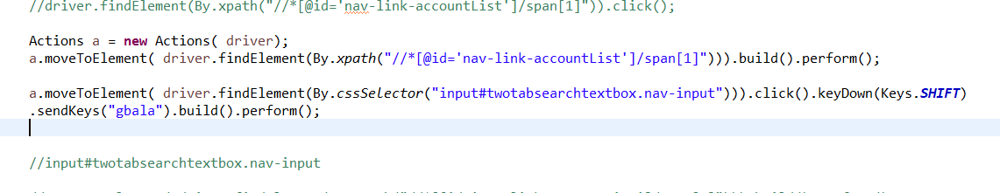 //driver.findElement(By.xpath("//*[@id='nav-link-accountList']/span[1]")).click();
Actions a = new Actions( driver);
a.moveToElement( driver.findElement(By.xpath("//*[@id='nav-link-accountList']/span[1]"))).build().perform();
a.moveToElement( driver.findElement(By.cssSelector("input#twotabsearchtextbox.nav-input"))).click().keyDown(Keys.SHIFT)
.sendKeys("gbala").build().perform();
//input#twotabsearchtextbox.nav-input